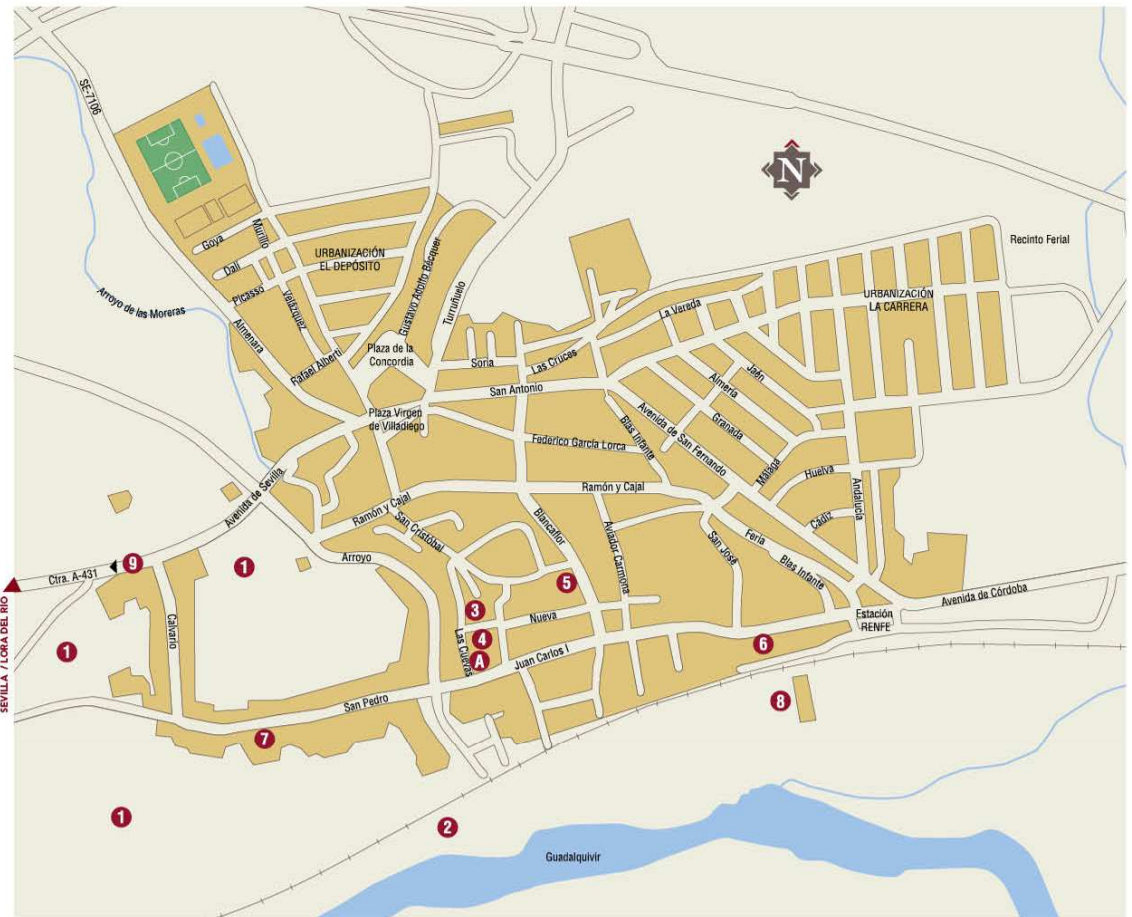 SE-7106
N
Goya
Murillo
Dalí
URBANIZACIÓN
EL DEPÓSITO
Picasso
Velázquez
Gustavo Adolfo Bécquer
Turruñuelo
Recinto Ferial
Arroyo de las Moreras
URBANIZACIÓN
LA CARRERA
La Vereda
Almenara
Rafael Alberti
Plaza de la
Concordia
Soria
Las Cruces
San Antonio
Jaén
Almería
Granada
Plaza Virgen
de Villadiego
Federico García Lorca
Blas Infante
Avenida de San Fernando
Málaga
Huelva
Andalucía
Avenida de Sevilla
Ramón y Cajal
Ramón y Cajal
San Cristóbal
Blancaflor
Aviador Carmona
Cádiz
Feria
San José
Blas Infante
Arroyo
9
1
Ctra. A-431
5
Avenida de Córdoba
3
Nueva
Estación
RENFE
Calvario
4
Las Cuevas
A
Juan Carlos I
6
1
SEVILLA / LORA DEL RIO
San Pedro
8
7
1
2
Guadalquivir